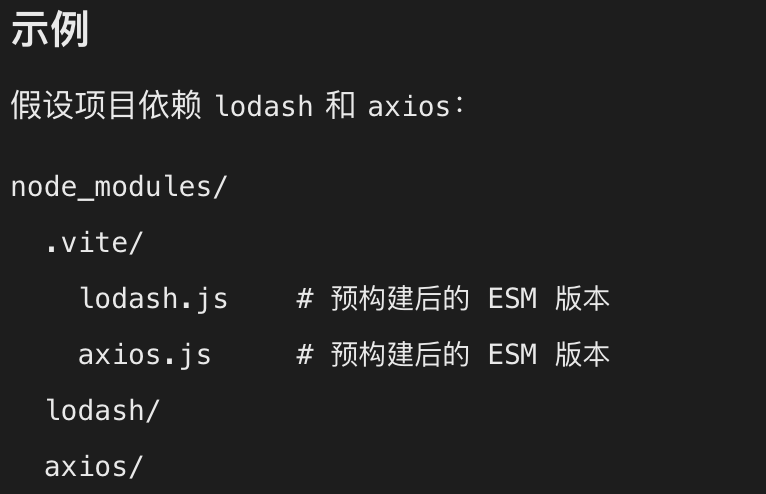 示例
假设项目依赖 lodash 和 axios：
node_modules/
  .vite/
    lodash.js    # 预构建后的 ESM 版本
    axios.js     # 预构建后的 ESM 版本
  lodash/
  axios/